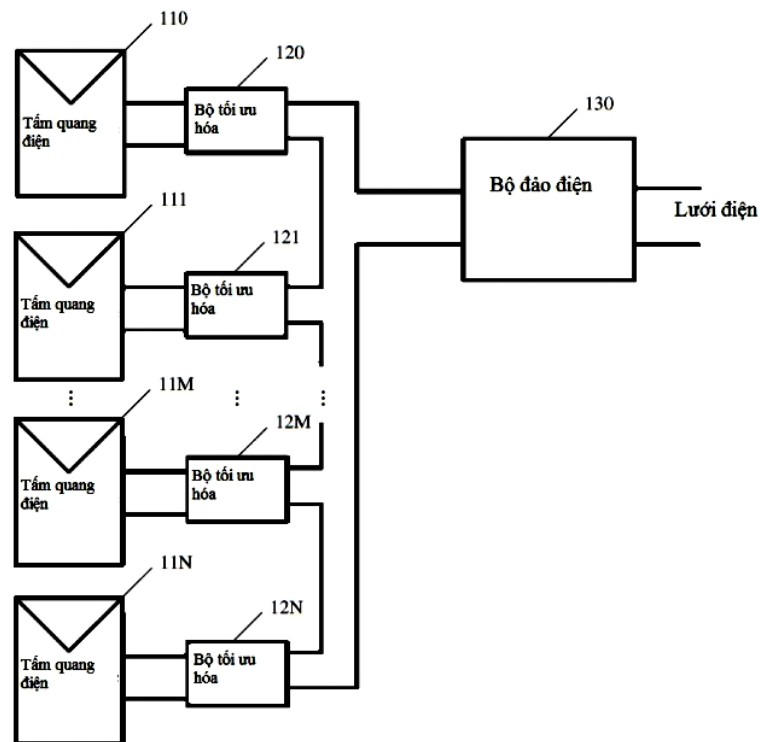 110
120
Tấm quang
điện
Bộ tối ưu
hóa
130
Bộ đảo điện
Lưới điện
111
121
Tấm quang
điện
Bộ tối ưu
hóa
11M
12M
Tấm quang
điện
Bộ tối ưu
hóa
11N
12N
Tấm quang
điện
Bộ tối ưu
hóa